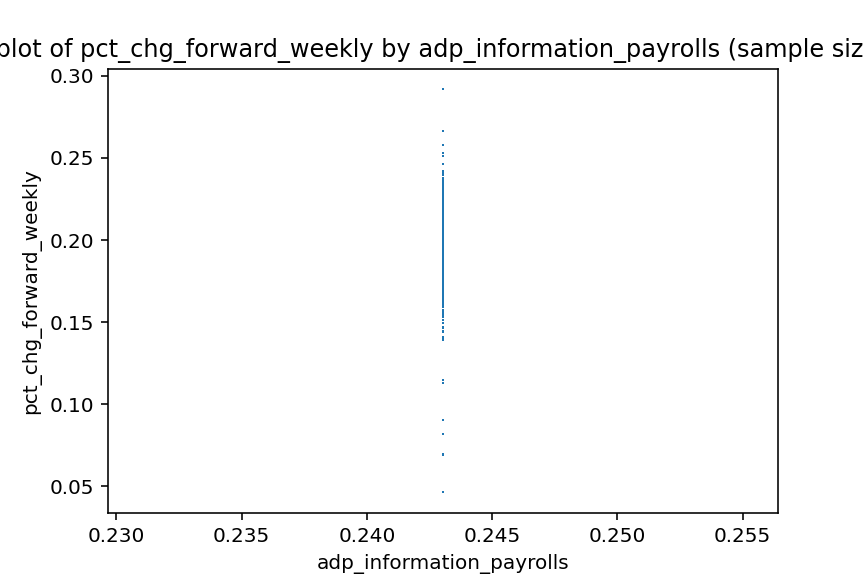 plot of pct_chg_forward_weekly by adp_information_payrolls (sample siz
0.30
0.25
0.20
0.15
0.10
0.05
pct_chg_forward_weekly
0.230 0.235 0.240 0.245 0.250 0.255
adp_information_payrolls